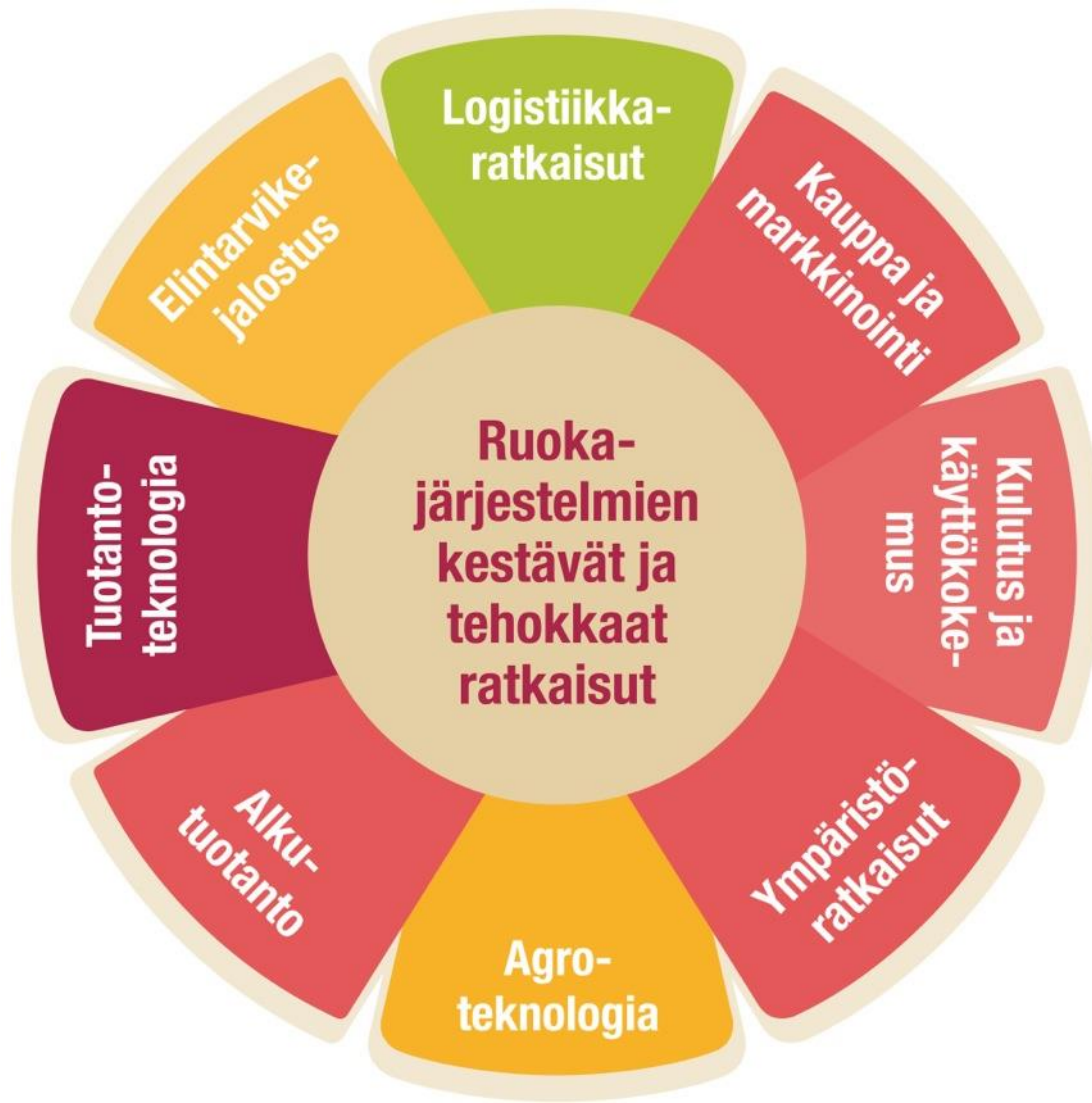 Logistiikka-
ratkaisut
Kauppa ja
markkinointi
Kulutus ja
käyttökoke-
mus
Ympäristö-
ratkaisut
Agro-
teknologia
Alku-
tuotanto
Tuotanto-
teknologia
Elintarvike-
jalostus
Ruoka-
järjestelmien
kestävät ja
tehokkaat
ratkaisut